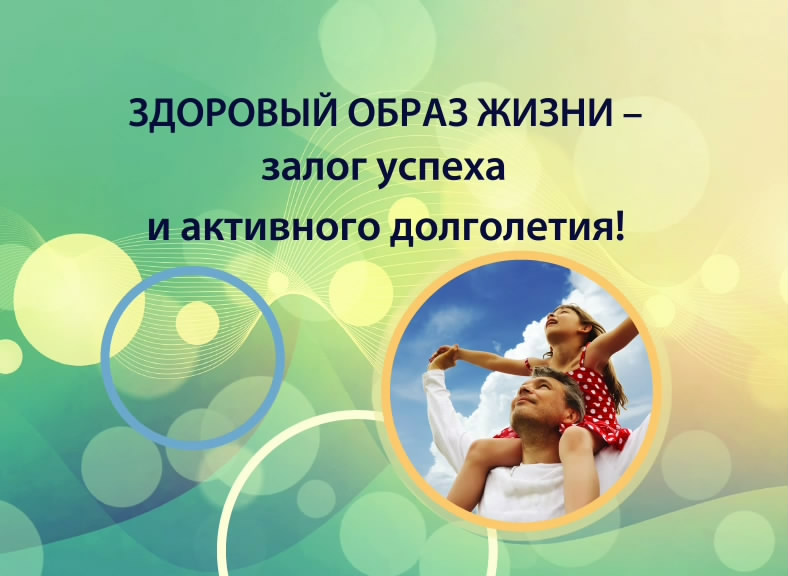 ЗДОРОВЫЙ ОБРАЗ ЖИЗНИ –
залог успеха
и активного долголетия!